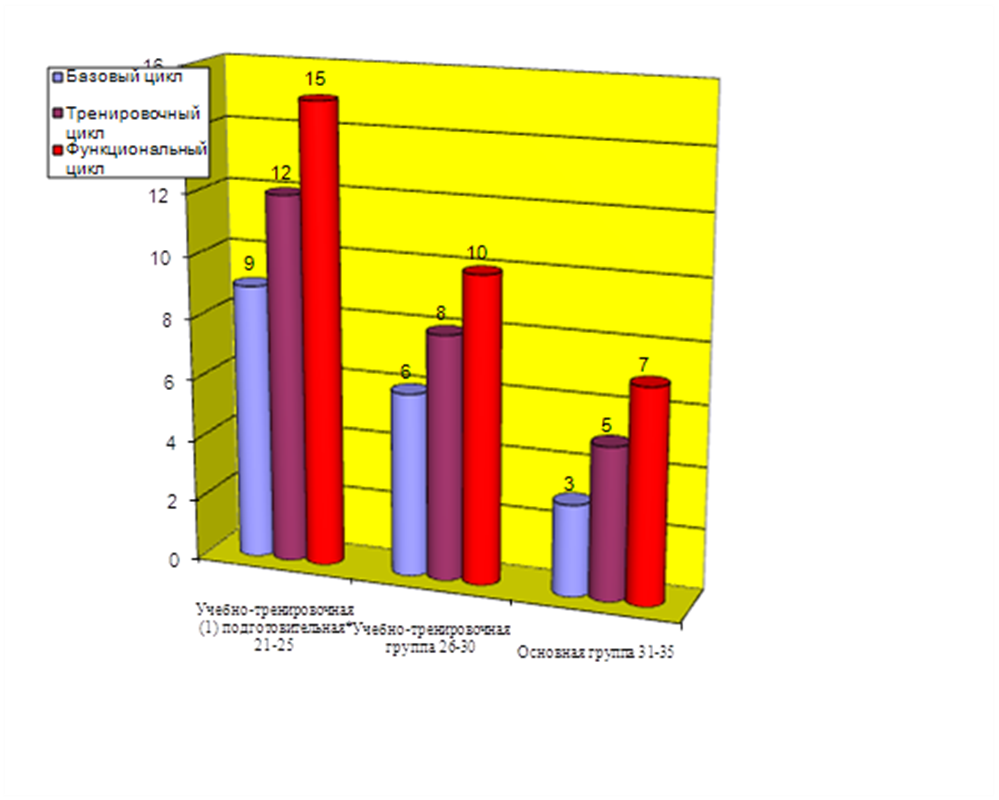 16
Базовый цикл
Тренировочный
цикл
Функциональный
цикл
12
10
8
6
4
2
0
9
12
15
6
8
10
3
5
7
Учебно-тренировочная
(1) подготовительная*
21-25
Учебно-тренировочная
группа 26-30
Основная группа 31-35